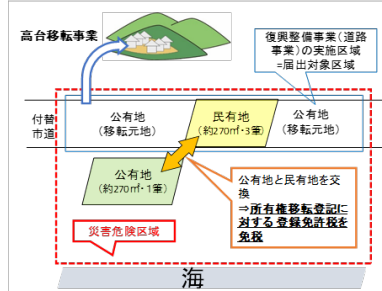 高台移転事業
復興整備事業(道路
事業)の実施区域
=届出対象区域
付替
市道
公有地
(移転元地)
民有地
(約270㎡・3筆)
公有地
(移転元地)
公有地
(約270㎡・1筆)
公有地と民有地を交
換
⇒所有権移転登記に
対する登録免許税を
免税
災害危険区域
海